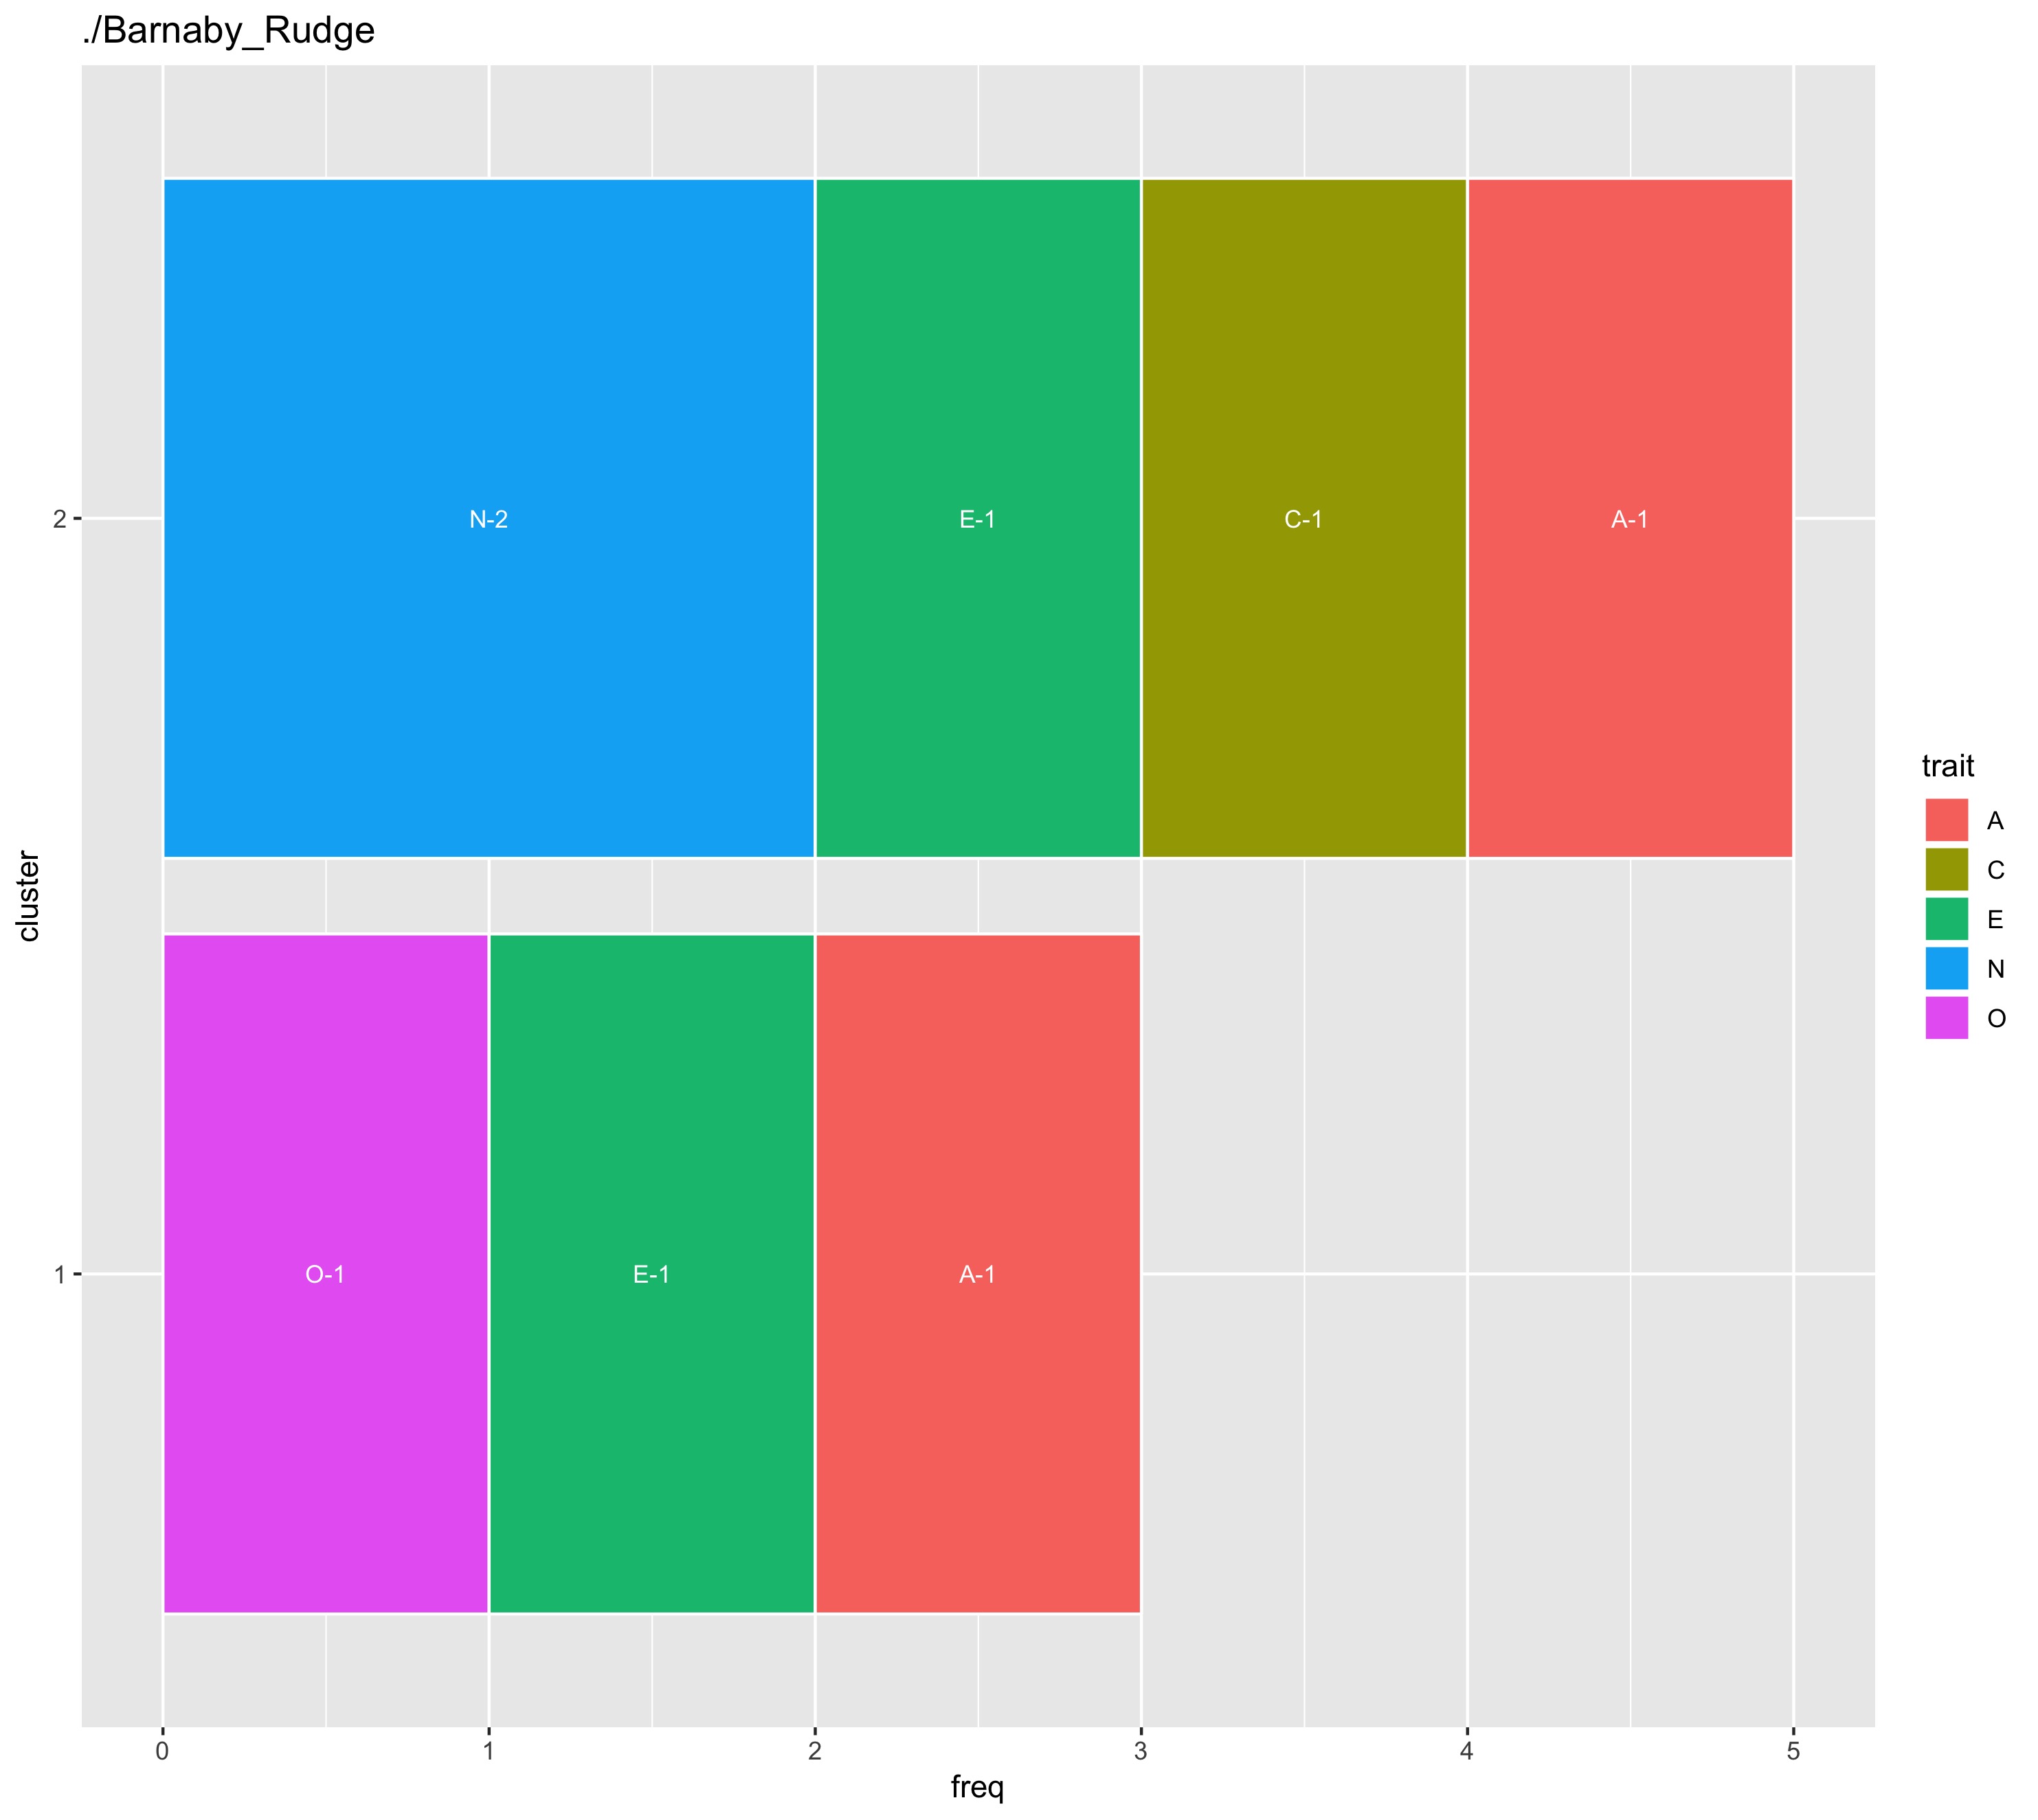 ./Barnaby_Rudge
cluster
2
N-2
E-1
C-1
A-1
1
O-1
E-1
A-1
0
1
2
3
4
5
freq
trait
A
C
E
N
O